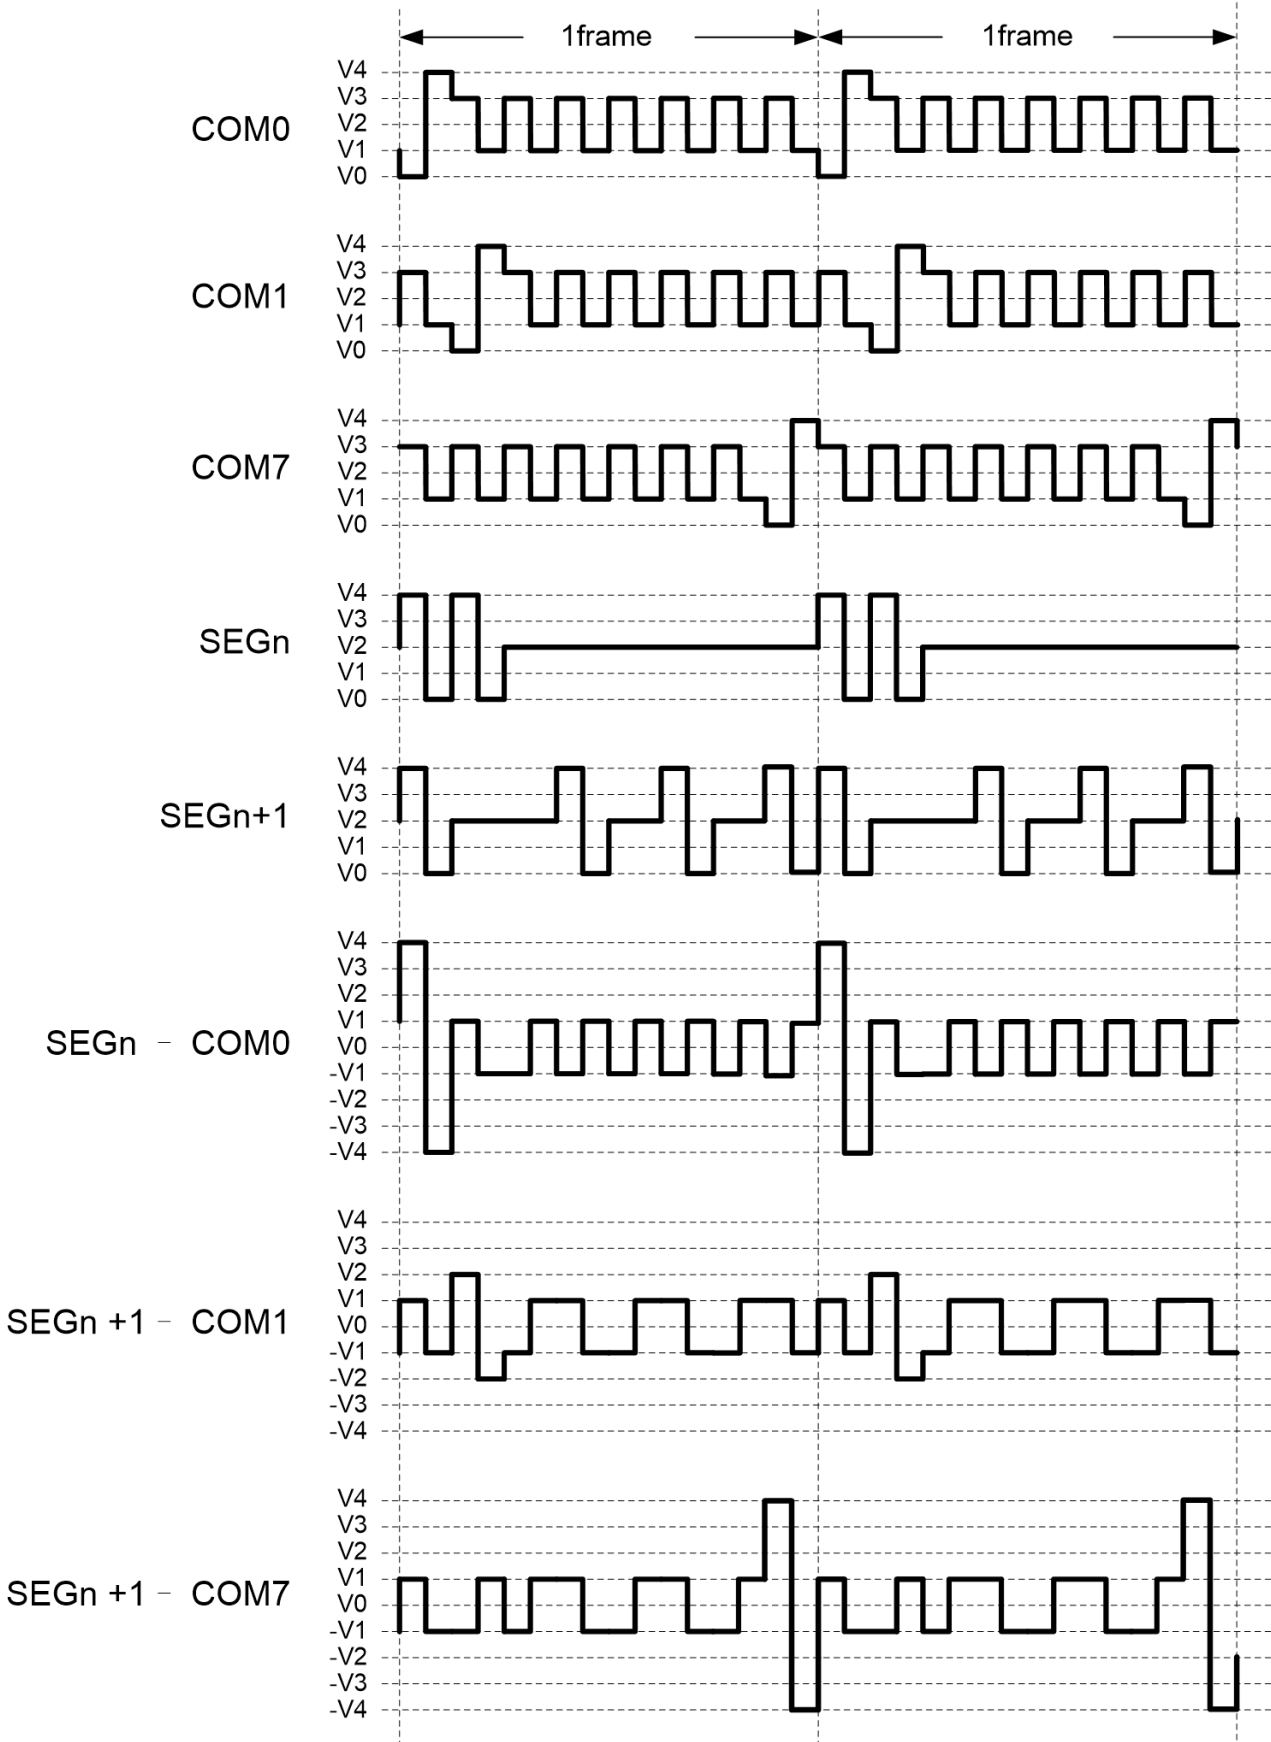 1frame 1frame
V4
V3
COM0 V2
V1
V0
V4
V3
COM1 V2
V1
V0
V4
V3
COM7 V2
V1
V0
V4
V3
SEGn V2
V1
V0
V4
V3
SEGn+1 V2
V1
V0
V4
V3
V2
V1
SEGn - COM0 V0
-V1
-V2
-V3
-V4
V4
V3
V2
V1
SEGn +1 - COM1 V0
-V1
-V2
-V3
-V4
V4
V3
V2
V1
SEGn +1 - COM7 V0
-V1
-V2
-V3
-V4